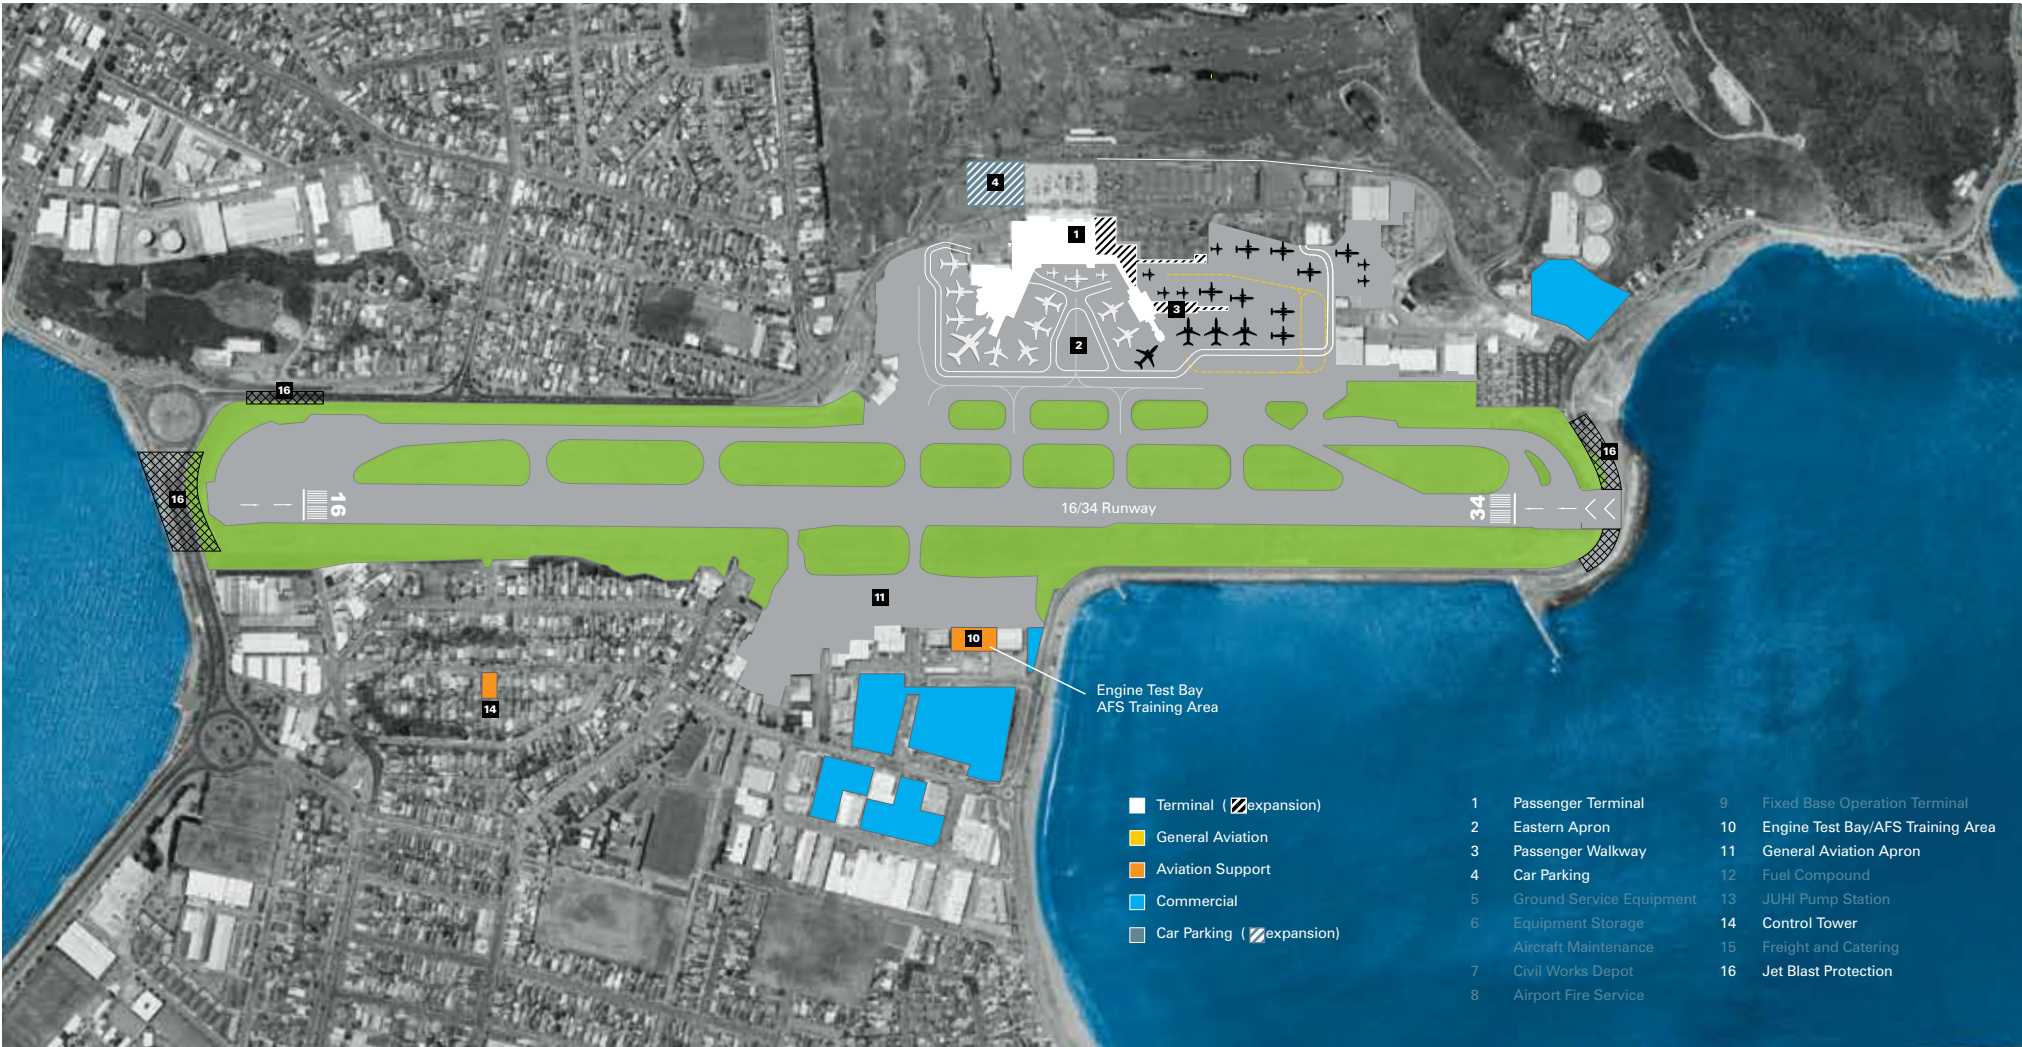 4
1
3
2
16
16
16
16
16/34 Runway
34
11
10
Engine Test Bay
AFS Training Area
14
Terminal ( expansion)
General Aviation
Aviation Support
Commercial
Car Parking ( expansion)
1 Passenger Terminal
2 Eastern Apron
3 Passenger Walkway
4 Car Parking
5 Ground Service Equipment
6 Equipment Storage
Aircraft Maintenance
7 Civil Works Depot
8 Airport Fire Service
9 Fixed Base Operation Terminal
10 Engine Test Bay/AFS Training Area
11 General Aviation Apron
12 Fuel Compound
13 JUHI Pump Station
14 Control Tower
15 Freight and Catering
16 Jet Blast Protection